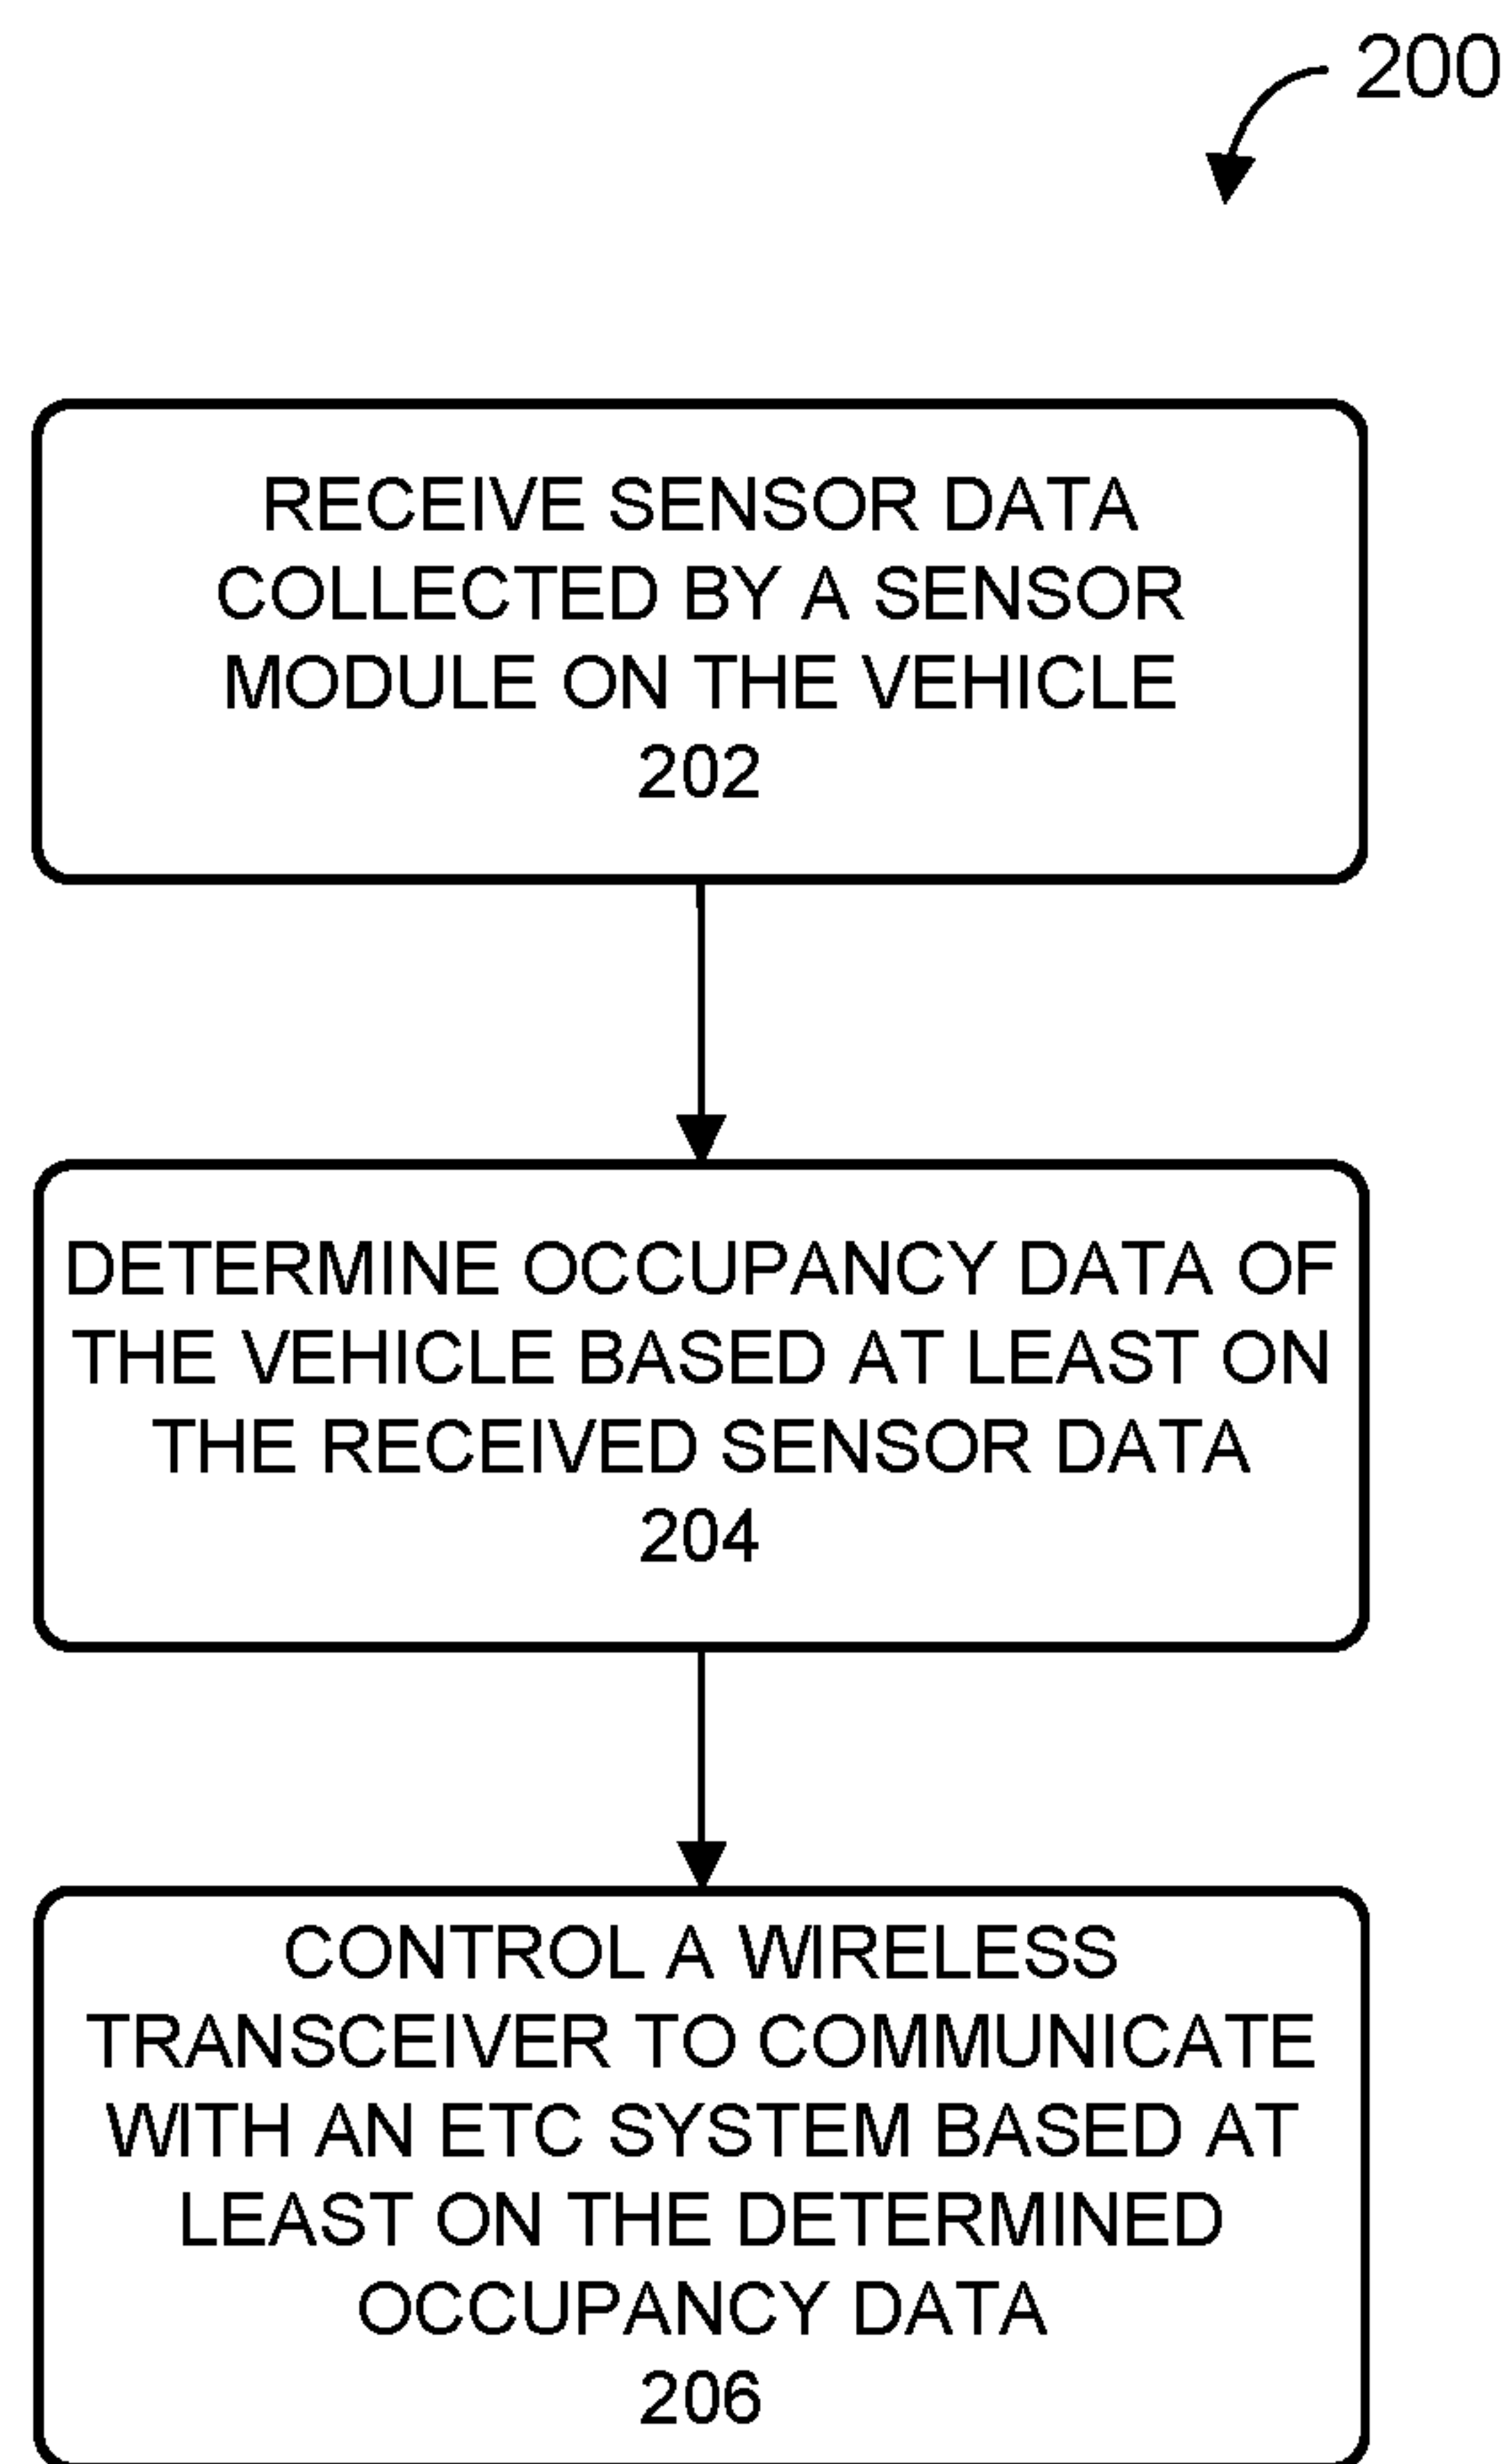 200
RECEIVE SENSOR DATA
COLLECTED BY A SENSOR
MODULE ON THE VEHICLE
202
DETERMINE OCCUPANCY DATA OF
THE VEHICLE BASED AT LEAST ON
THE RECEIVED SENSOR DATA
204
CONTROL A WIRELESS
TRANSCEIVER TO COMMUNICATE
WITH AN ETC SYSTEM BASED AT
LEAST ON THE DETERMINED
OCCUPANCY DATA
206